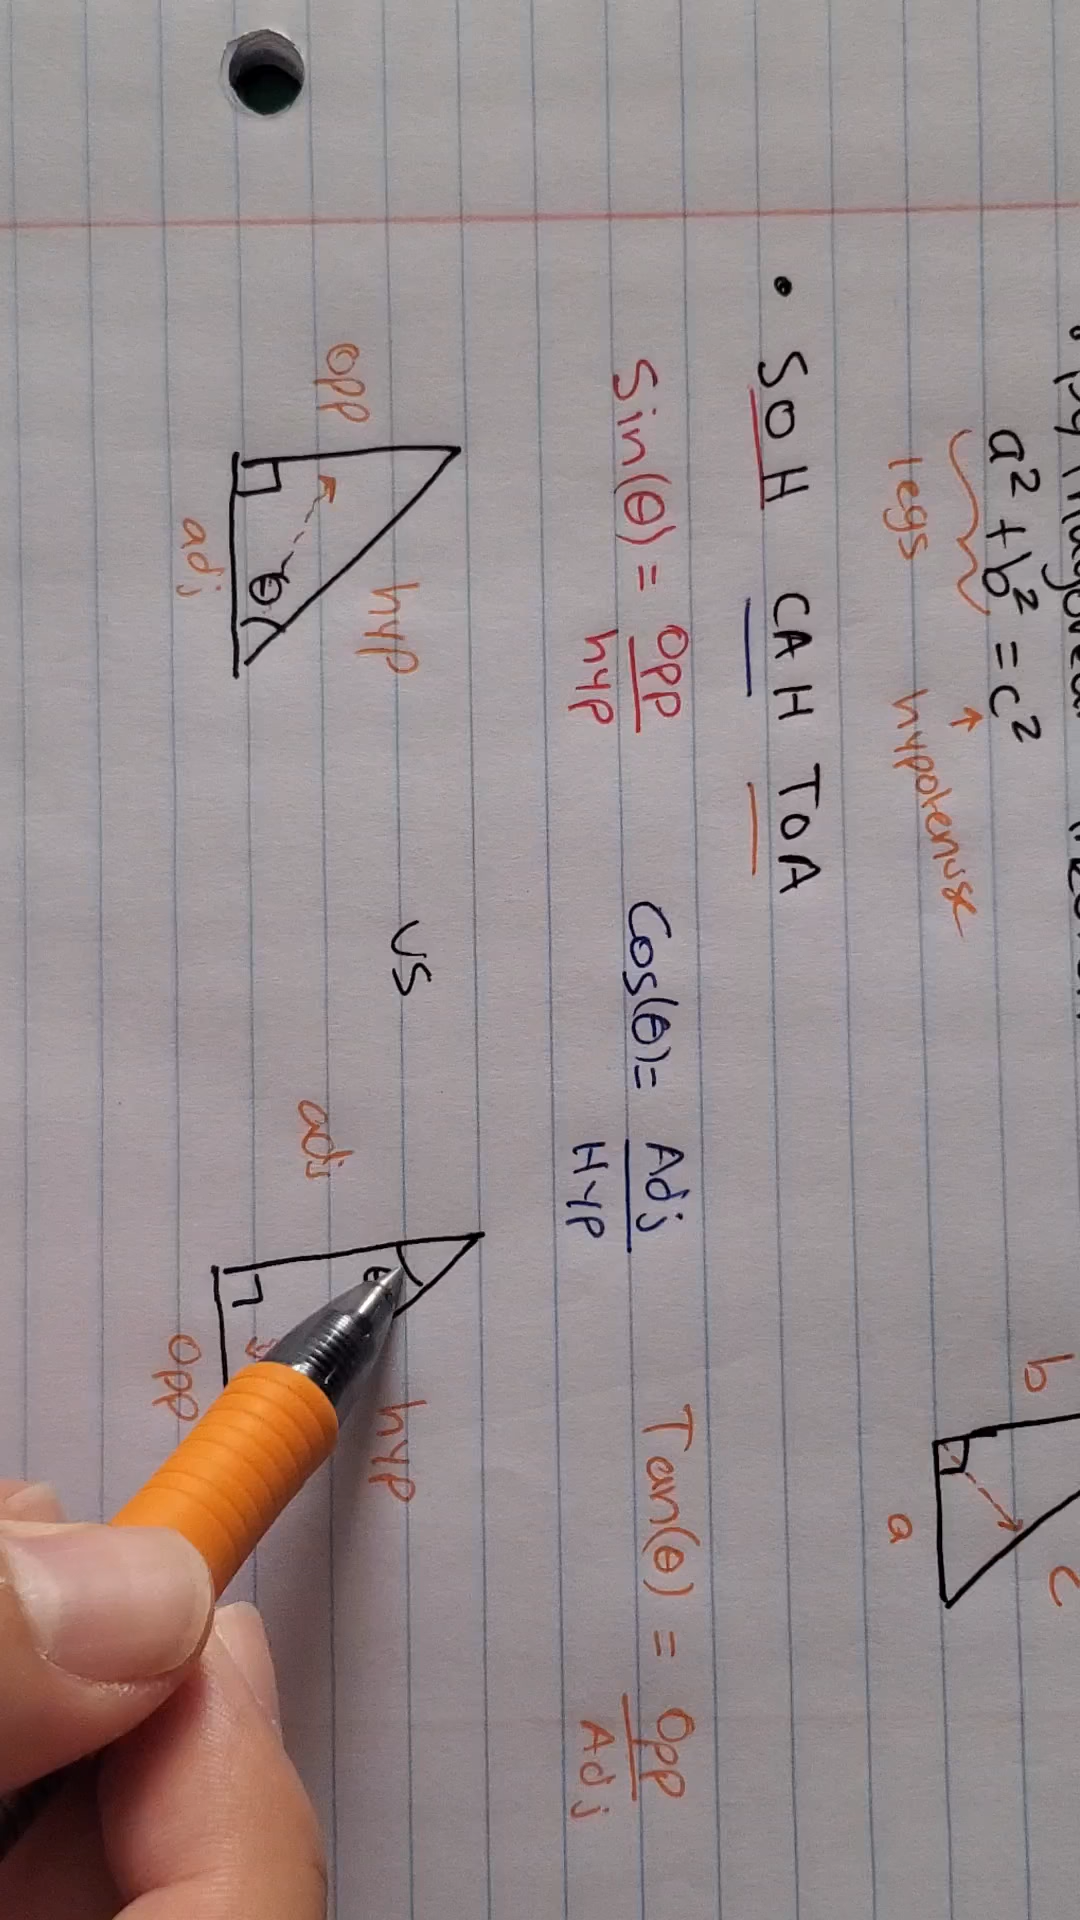 a² + b² = c²
legs hypotenuse
b
c
a
• SOH CAH TOA
Sin(θ) = Opp/hyp Cos(θ) = Adj/Hyp Tan(θ) = Opp/Adj
opp
hyp
θ
adj
vs
adj
hyp
opp